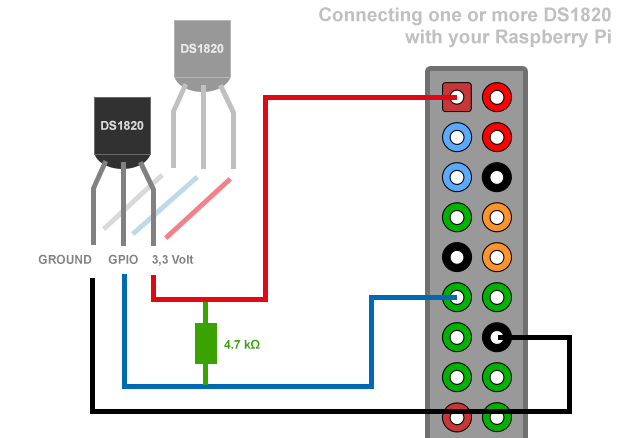 Connecting one or more DS1820
with your Raspberry Pi
DS1820
DS1820
GROUND GPIO 3,3 Volt
4.7 kΩ